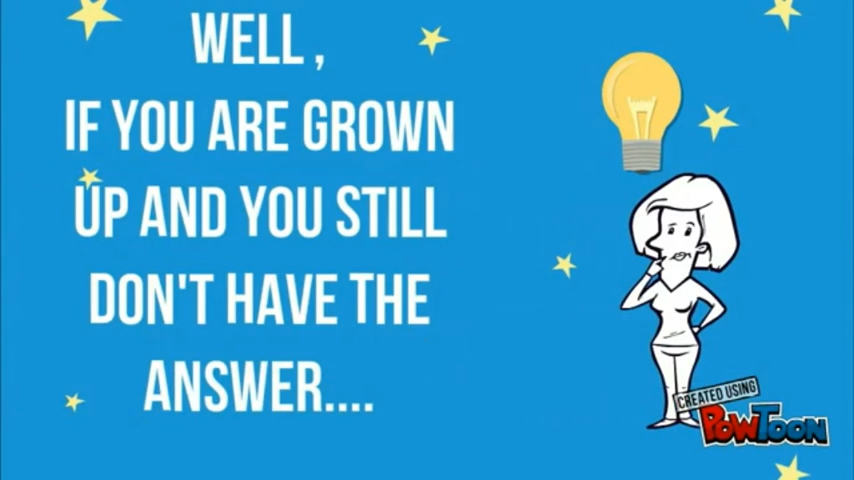 WELL ,
IF YOU ARE GROWN
UP AND YOU STILL
DON'T HAVE THE
ANSWER....
CREATED USING
POWTOON